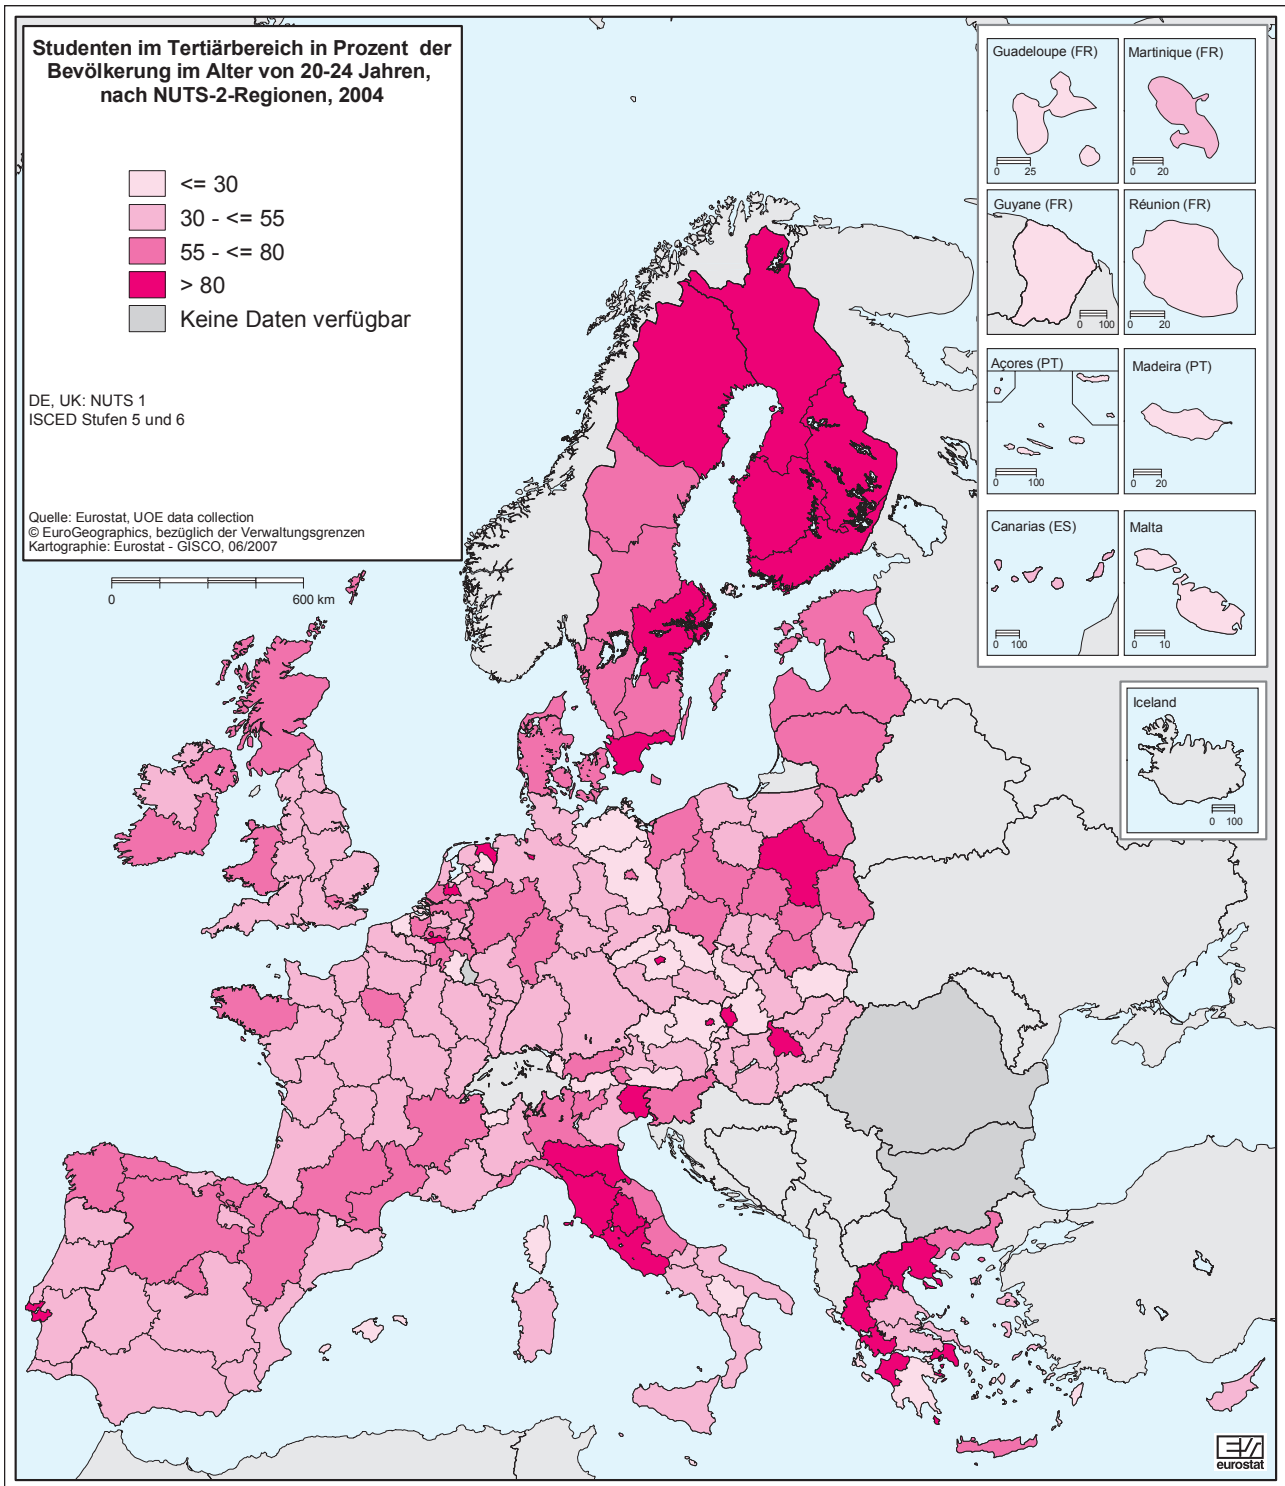 Studenten im Tertiärbereich in Prozent der
Bevölkerung im Alter von 20-24 Jahren,
nach NUTS-2-Regionen, 2004
<= 30
30 - <= 55
55 - <= 80
> 80
Keine Daten verfügbar
DE, UK: NUTS 1
ISCED Stufen 5 und 6
Quelle: Eurostat, UOE data collection
© EuroGeographics, bezüglich der Verwaltungsgrenzen
Kartographie: Eurostat - GISCO, 06/2007
0 600 km
Guadeloupe (FR)
0 25
Martinique (FR)
0 20
Guyane (FR)
0 100
Réunion (FR)
0 20
Açores (PT)
0 100
Madeira (PT)
0 20
Canarias (ES)
0 100
Malta
0 10
Iceland
0 100
eurostat